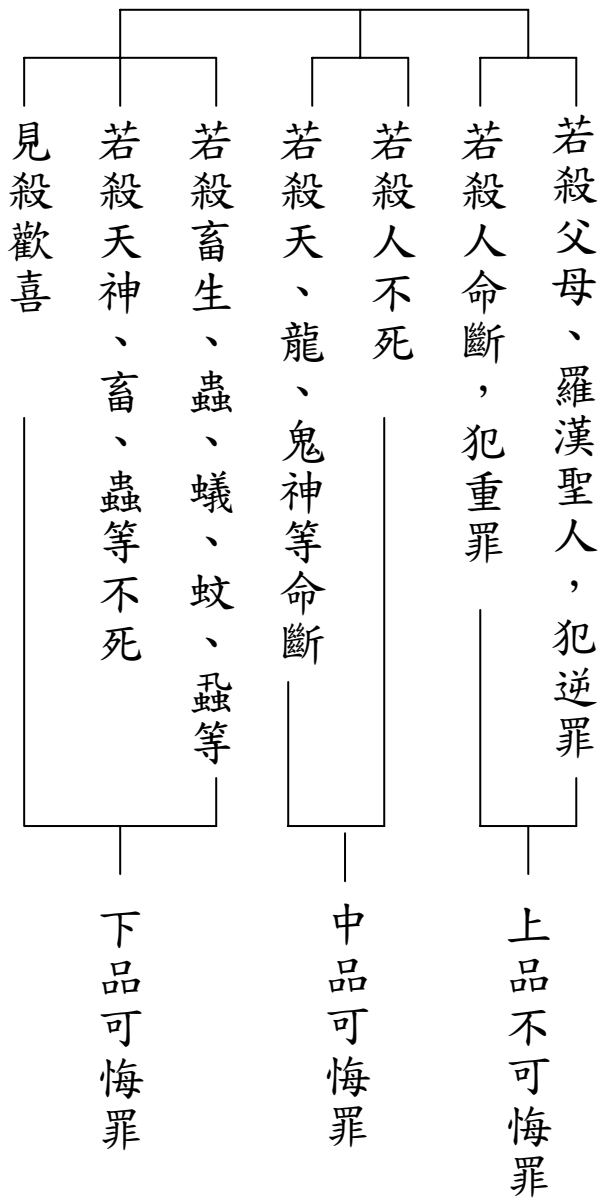 若殺父母、羅漢聖人，犯逆罪
若殺人命斷，犯重罪
若殺人不死
若殺天、龍、鬼神等命斷
若殺畜生、蟲、蟻、蚊、蝨等
若殺天神、畜、蟲等不死
見殺歡喜
上品不可悔罪
中品可悔罪
下品可悔罪